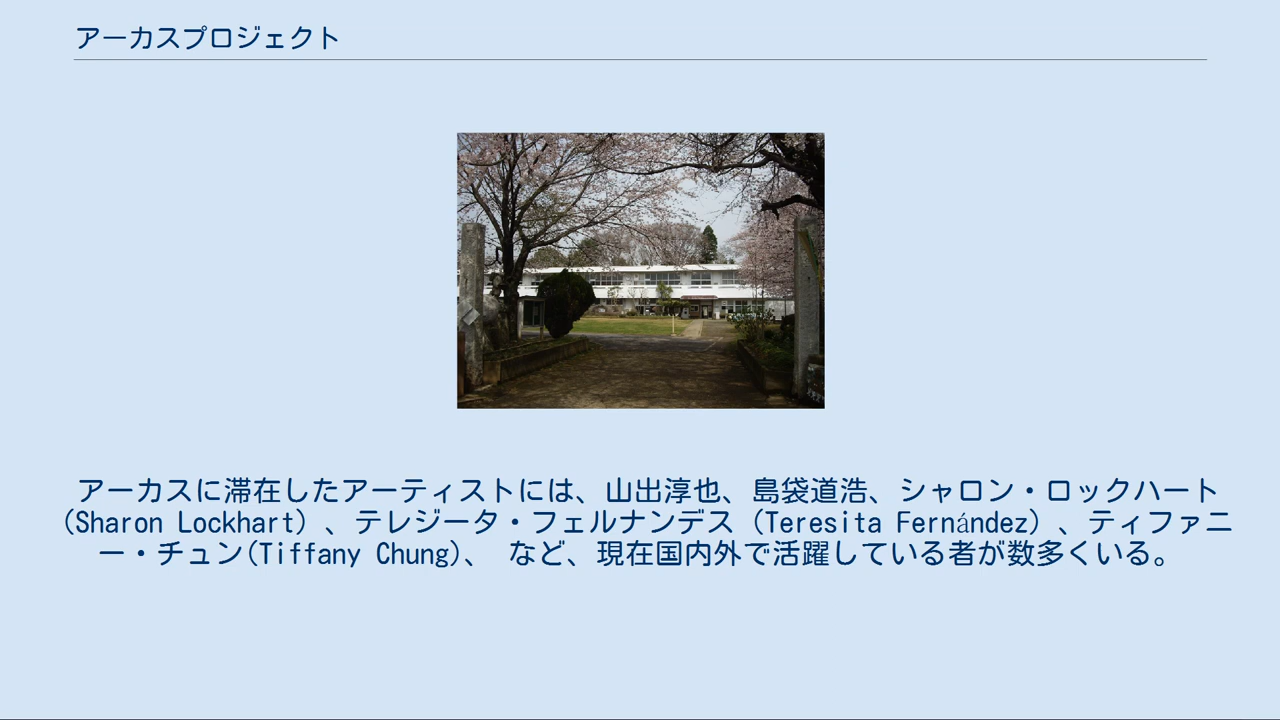 アーカスプロジェクト
アーカスに滞在したアーティストには、山出淳也、島袋道浩、シャロン・ロックハート
（Sharon Lockhart）、テレジータ・フェルナンデス（Teresita Fernández）、ティファニ
ー・チュン(Tiffany Chung)、 など、現在国内外で活躍している者が数多くいる。